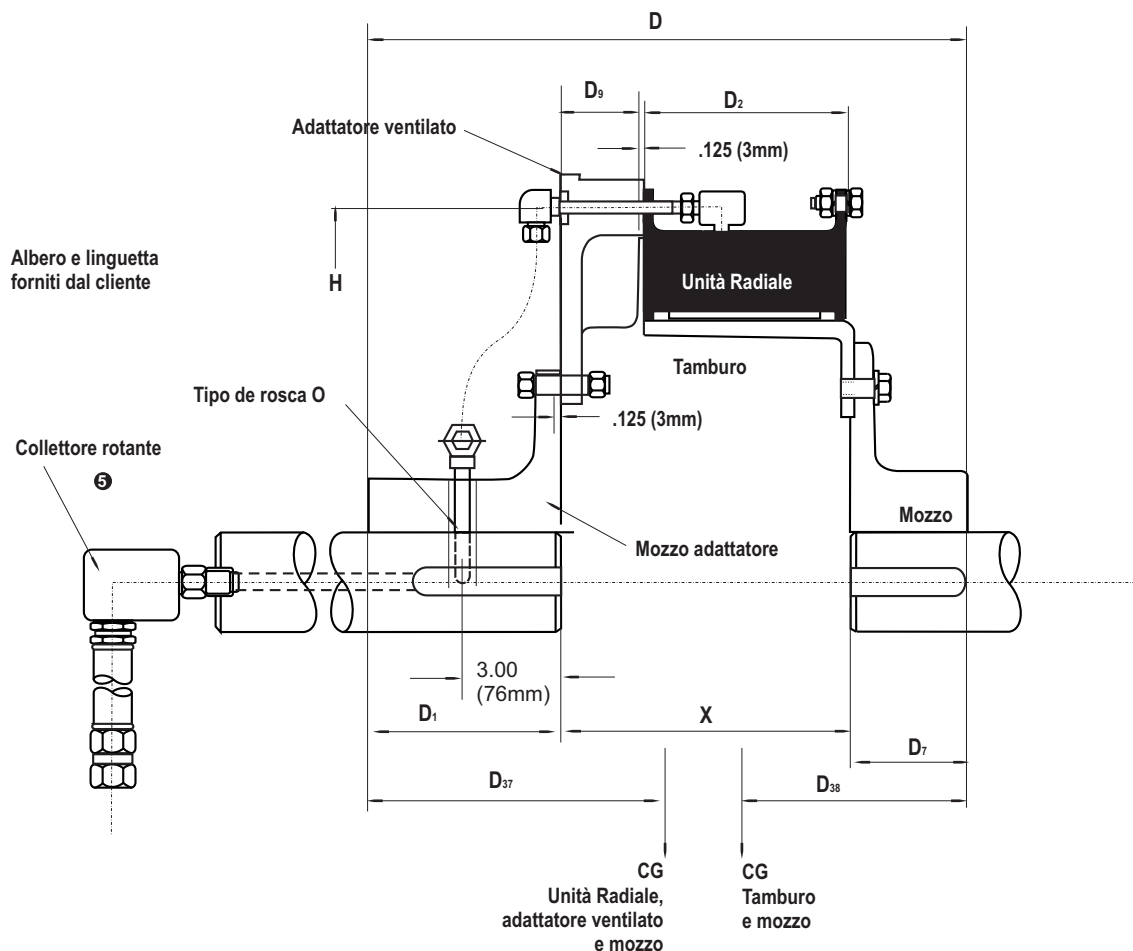 D
D₉
D₂
Adattatore ventilato
.125 (3mm)
Albero e linguetta
forniti dal cliente
H
Unità Radiale
Tamburo
Tipo de rosca O
.125 (3mm)
Collettore rotante
❺
Mozzo
Mozzo adattatore
3.00
(76mm)
D₁
X
D₇
D₃₇
D₃₈
CG
Unità Radiale,
adattatore ventilato
e mozzo
CG
Tamburo
e mozzo